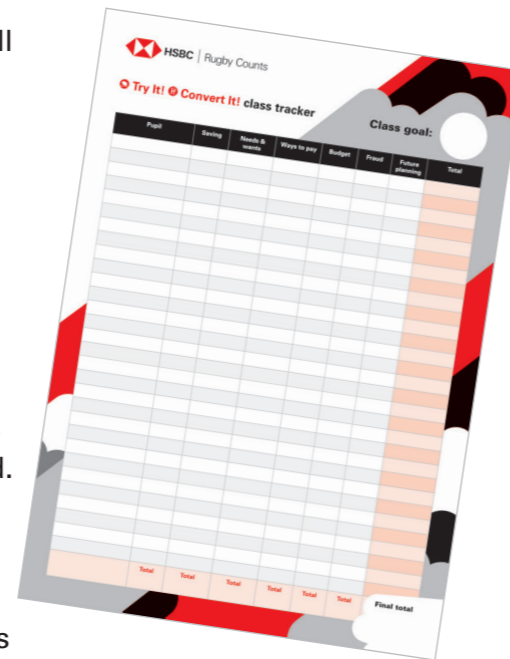 ll
HSBC | Rugby Counts
Try It! Convert It! class tracker
Class goal:
Pupil Saving Needs & wants Ways to pay Budget Fraud Future planning Total
d.
Total Total Total Total Total Total Final total
s